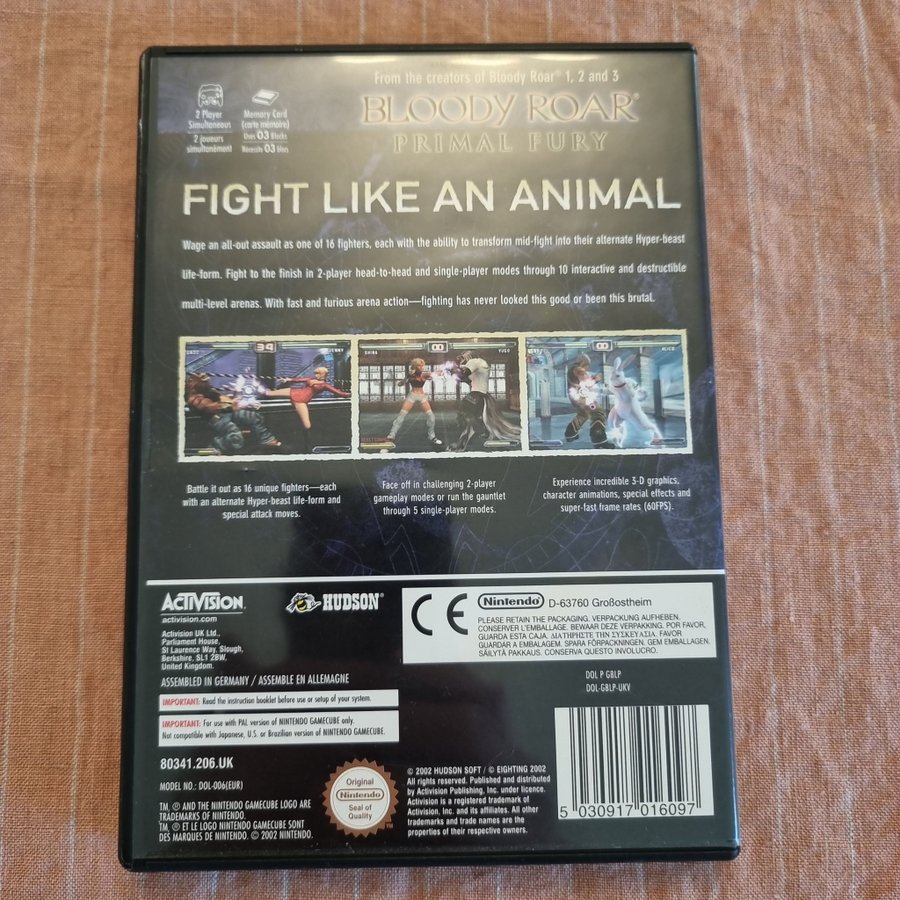 From the creators of Bloody Roar® 1, 2 and 3
BLOODY ROAR®
PRIMAL FURY
2 Player
Simultaneous
2 joueurs
simultanément
Memory Card
(carte mémoire)
Uses 03 Blocks
Nécessite 03 blocs
FIGHT LIKE AN ANIMAL
Wage an all-out assault as one of 16 fighters, each with the ability to transform mid-fight into their alternate Hyper-beast
life-form. Fight to the finish in 2-player head-to-head and single-player modes through 10 interactive and destructible
multi-level arenas. With fast and furious arena action—fighting has never looked this good or been this brutal.
34
JENNY
SHINA
00
YUGO
00
ALICE
Battle it out as 16 unique fighters—each
with an alternate Hyper-beast life-form and
special attack moves.
Face off in challenging 2-player
gameplay modes or run the gauntlet
through 5 single-player modes.
Experience incredible 3-D graphics,
character animations, special effects and
super-fast frame rates (60FPS).
ACTIVISION.
activision.com
HUDSON®
Activision UK Ltd.,
Parliament House,
St Laurence Way, Slough,
Berkshire, SL1 2BW,
United Kingdom.
ASSEMBLED IN GERMANY / ASSEMBLE EN ALLEMAGNE
CE
Nintendo® D-63760 Großostheim
PLEASE RETAIN THE PACKAGING. VERPACKUNG AUFHEBEN.
CONSERVER L'EMBALLAGE. BEWAAR DEZE VERPAKKING. POR FAVOR,
GUARDA ESTA CAJA. ΔΙΑΤΗΡΗΣΤΕ ΤΗΝ ΣΥΣΚΕΥΑΣΙΑ. FAVOR
GUARDAR A EMBALAGEM. SPARA FÖRPACKNINGEN. GEM EMBALLAGEN.
SÄILYTÄ PAKKAUS. CONSERVA QUESTO INVOLUCRO.
DOL P GBLP
DOL-GBLP-UKV
IMPORTANT: Read the instruction booklet before use or setup of your system.
IMPORTANT: For use with PAL version of NINTENDO GAMECUBE only.
Not compatible with Japanese, U.S. or Brazilian version of NINTENDO GAMECUBE.
80341.206.UK
MODEL NO.: DOL-006(EUR)
TM, ® AND THE NINTENDO GAMECUBE LOGO ARE
TRADEMARKS OF NINTENDO.
TM, ® ET LE LOGO NINTENDO GAMECUBE SONT
DES MARQUES DE NINTENDO. © 2002 NINTENDO.
Original
Nintendo®
Seal of
Quality
TM
© 2002 HUDSON SOFT / © EIGHTING 2002
All rights reserved. Published and distributed
by Activision Publishing, Inc. under licence.
Activision is a registered trademark of
Activision, Inc. and its affiliates. All other
trademarks and trade names are the
properties of their respective owners.
5 030917 016097